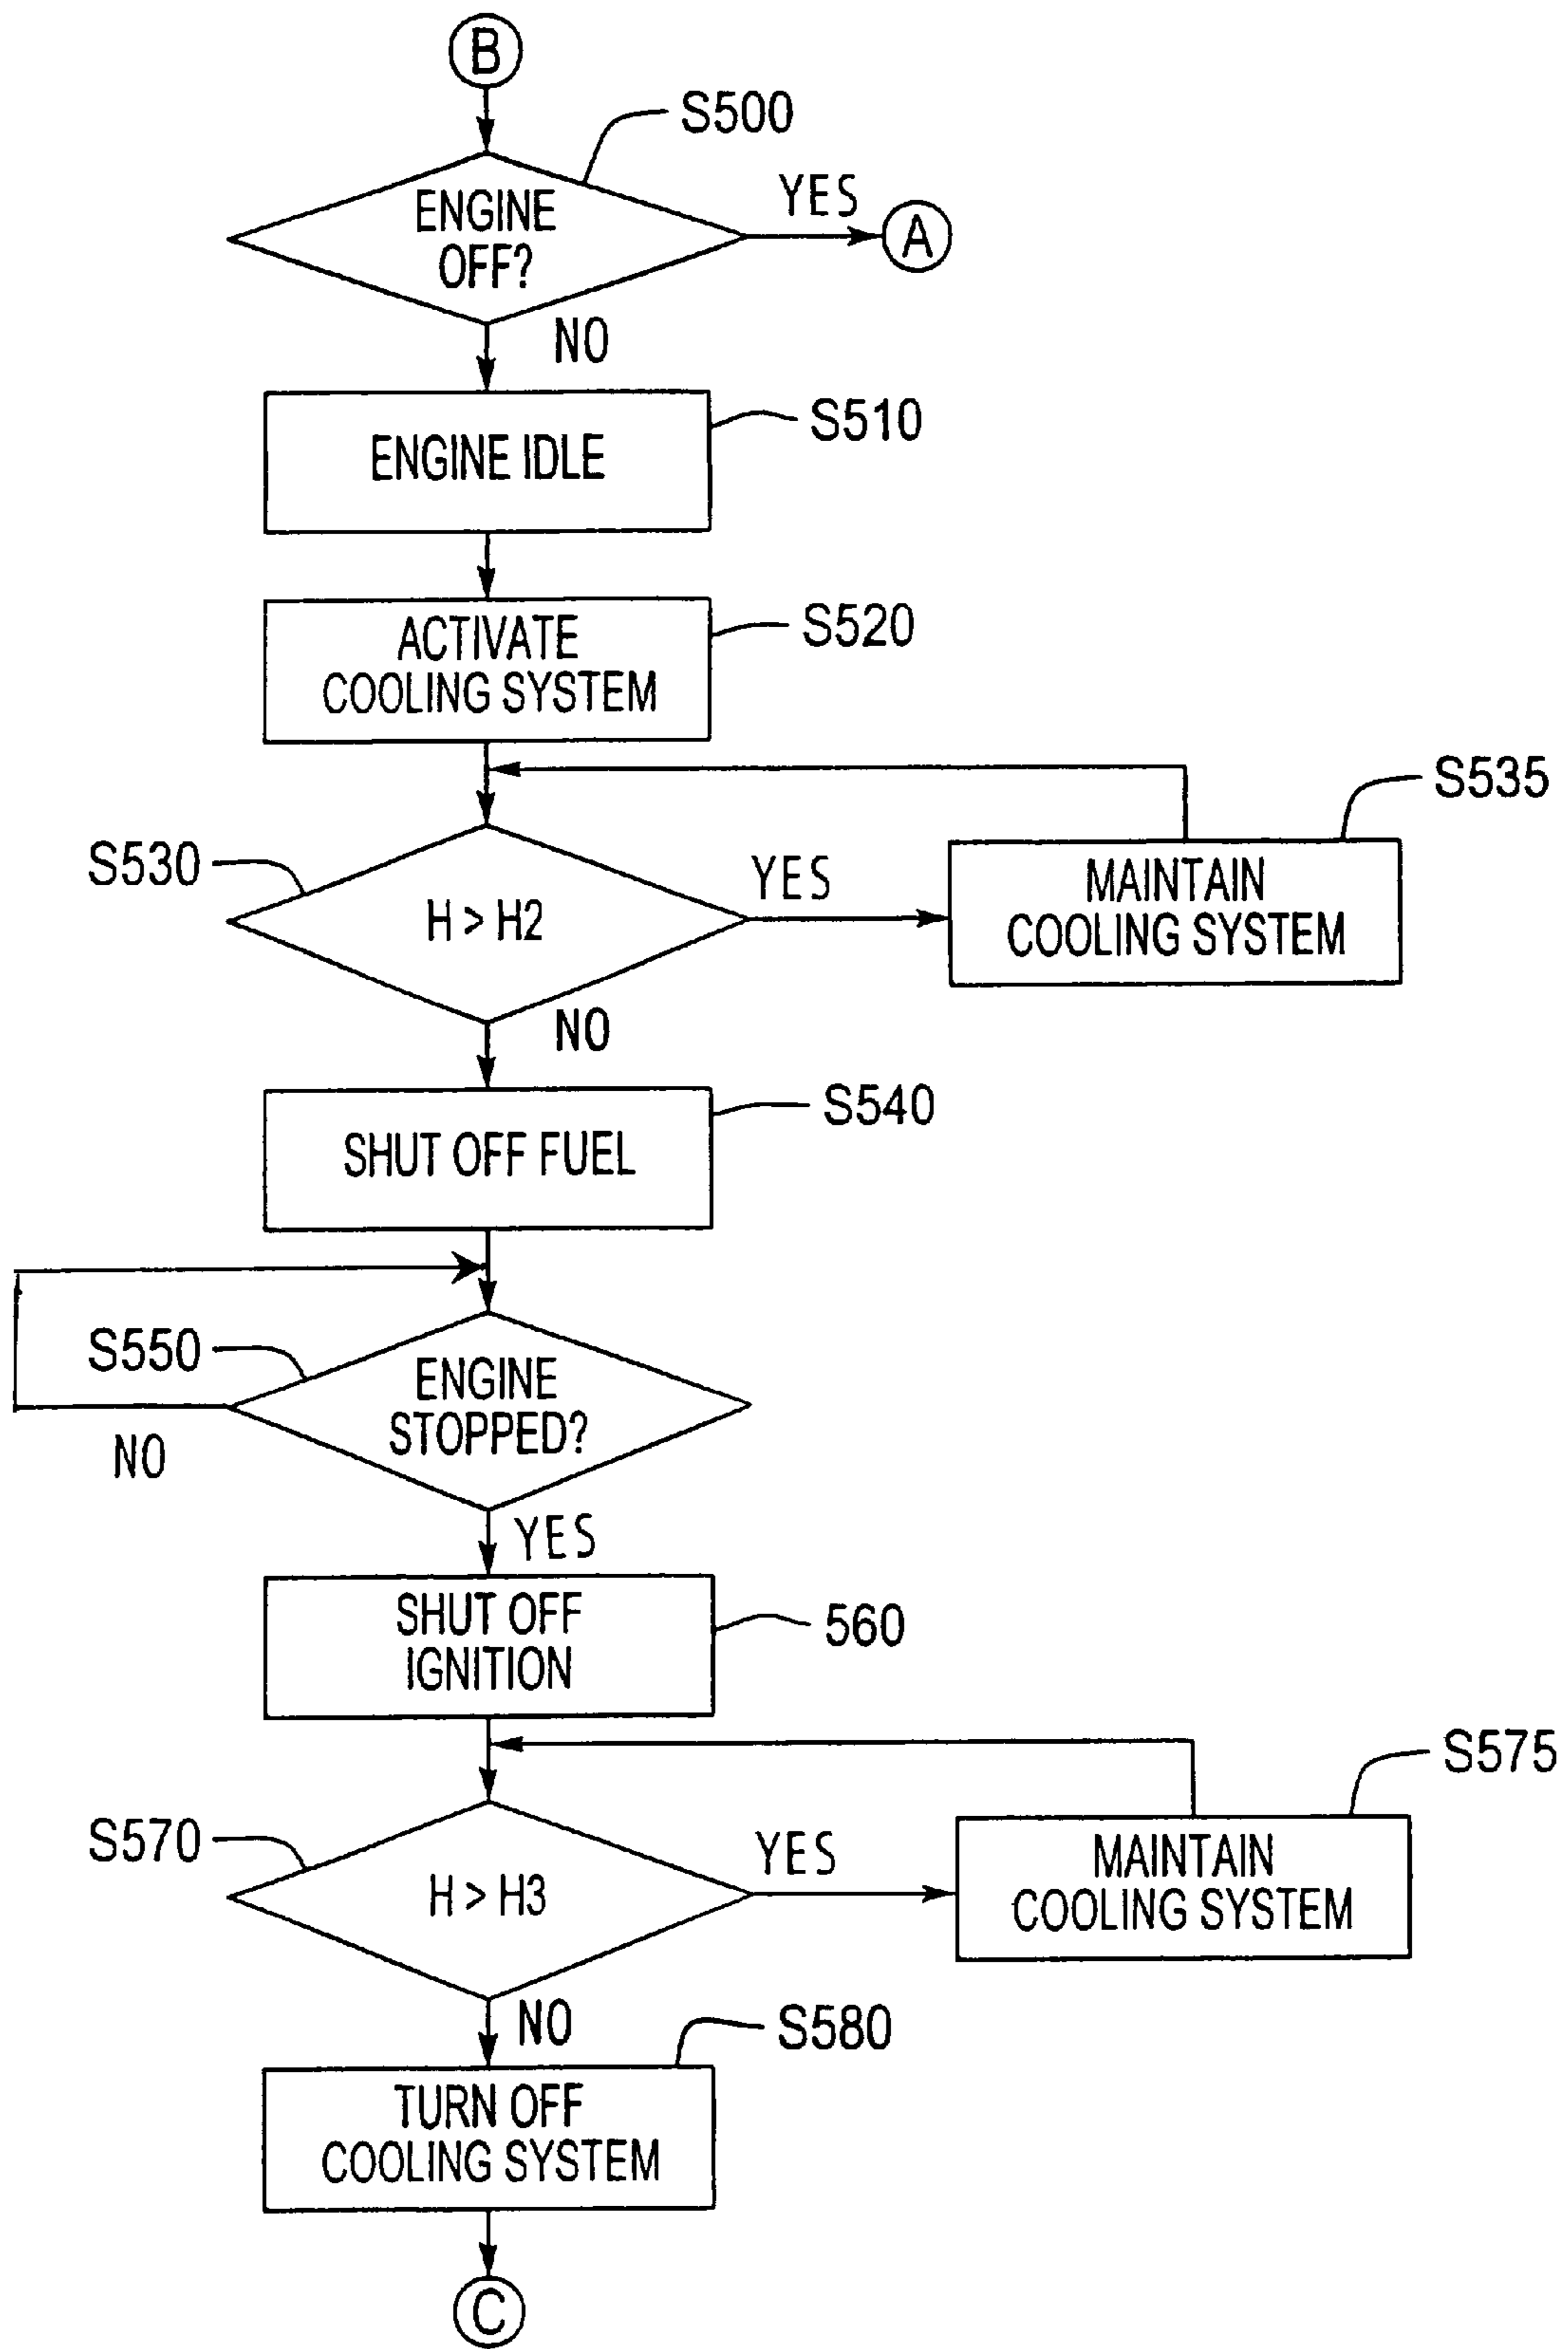 B
S500
ENGINE
OFF?
YES
A
NO
ENGINE IDLE
S510
ACTIVATE
COOLING SYSTEM
S520
S530
H > H2
YES
MAINTAIN
COOLING SYSTEM
S535
NO
SHUT OFF FUEL
S540
S550
ENGINE
STOPPED?
NO
YES
SHUT OFF
IGNITION
560
S570
H > H3
YES
MAINTAIN
COOLING SYSTEM
S575
NO
S580
TURN OFF
COOLING SYSTEM
C